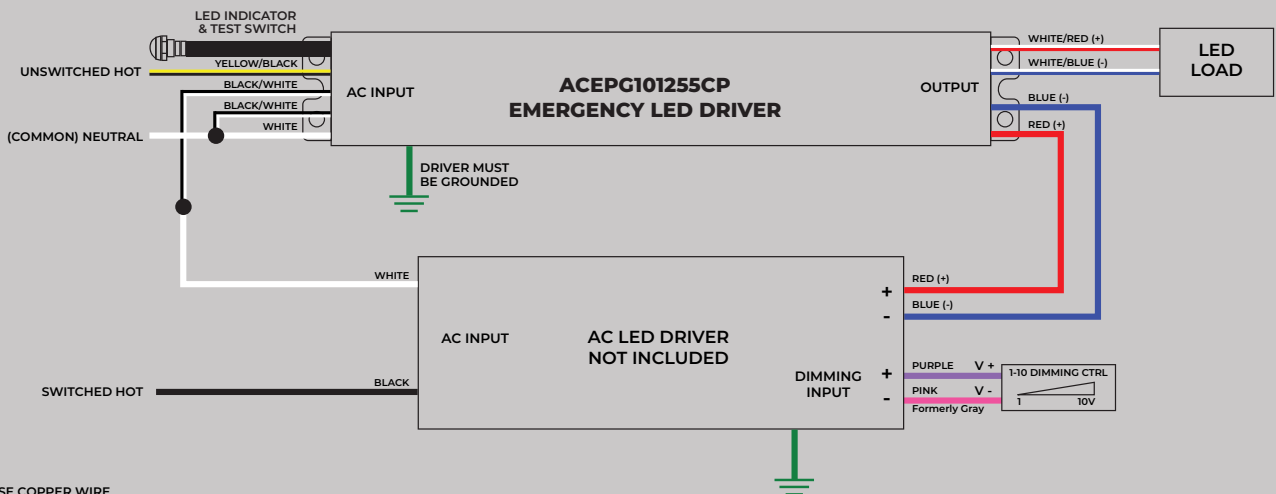 LED INDICATOR
& TEST SWITCH
UNSWITCHED HOT
YELLOW/BLACK
BLACK/WHITE
BLACK/WHITE
(COMMON) NEUTRAL
WHITE
AC INPUT
ACEPG101255CP
EMERGENCY LED DRIVER
OUTPUT
WHITE/RED (+)
WHITE/BLUE (-)
BLUE (-)
RED (+)
LED
LOAD
DRIVER MUST
BE GROUNDED
WHITE
AC INPUT
AC LED DRIVER
NOT INCLUDED
+
-
RED (+)
BLUE (-)
SWITCHED HOT
BLACK
DIMMING
INPUT
+
-
PURPLE V +
PINK V -
Formerly Gray
1-10 DIMMING CTRL
1 10V
COPPER WIRE